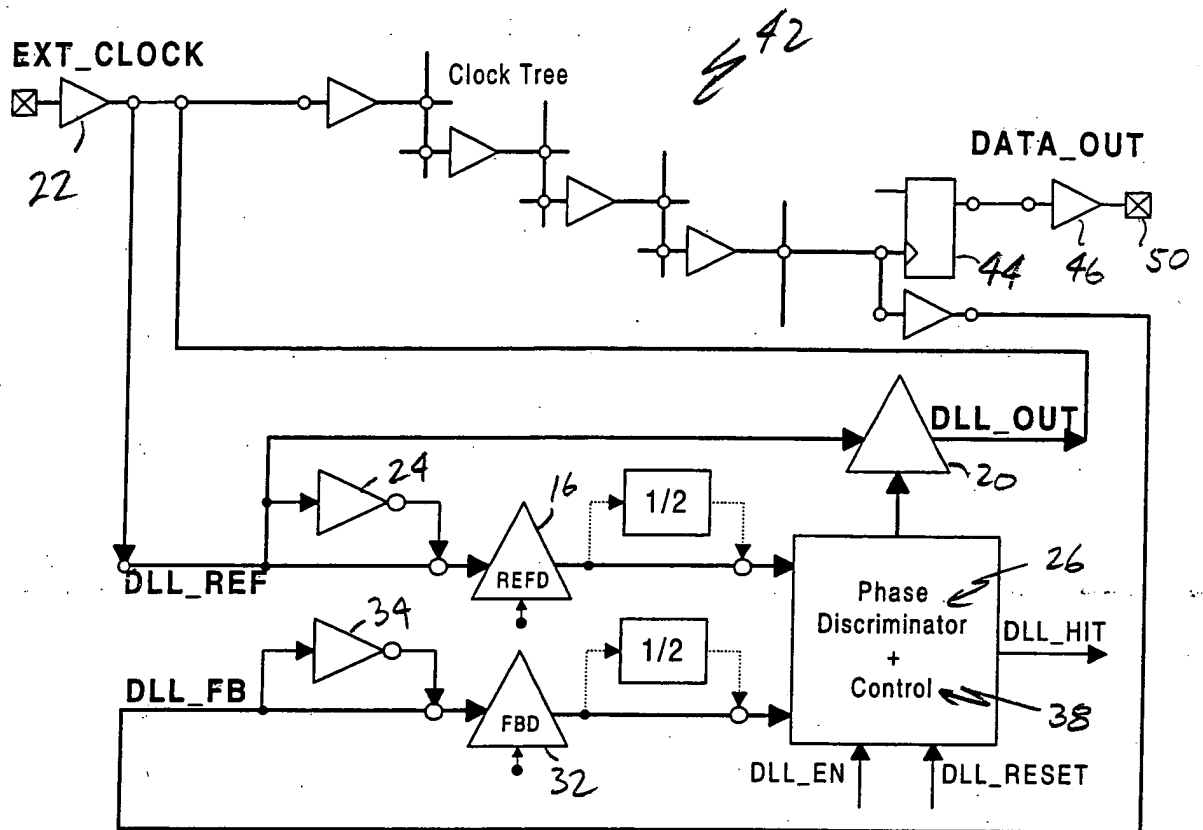 42
EXT_CLOCK
Clock Tree
22
DATA_OUT
44
46
50
DLL_OUT
20
24
16
1/2
DLL_REF
REFD
Phase
Discriminator
+
Control
26
DLL_HIT
34
1/2
DLL_FB
FBD
38
32
DLL_EN
DLL_RESET